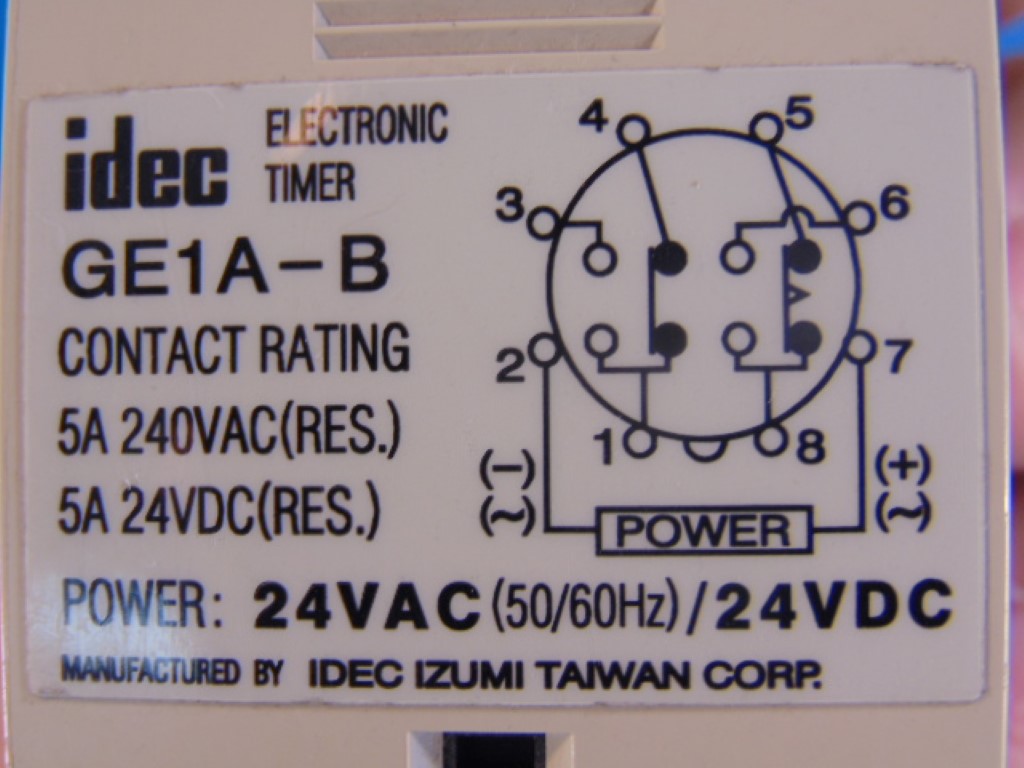 idec ELECTRONIC
TIMER
GE1A-B
CONTACT RATING
5A 240VAC(RES.)
5A 24VDC(RES.)
4 5
3 6
2 7
1 8
(−) (+)
(~) (~)
POWER
POWER: 24VAC (50/60Hz) / 24VDC
MANUFACTURED BY IDEC IZUMI TAIWAN CORP.